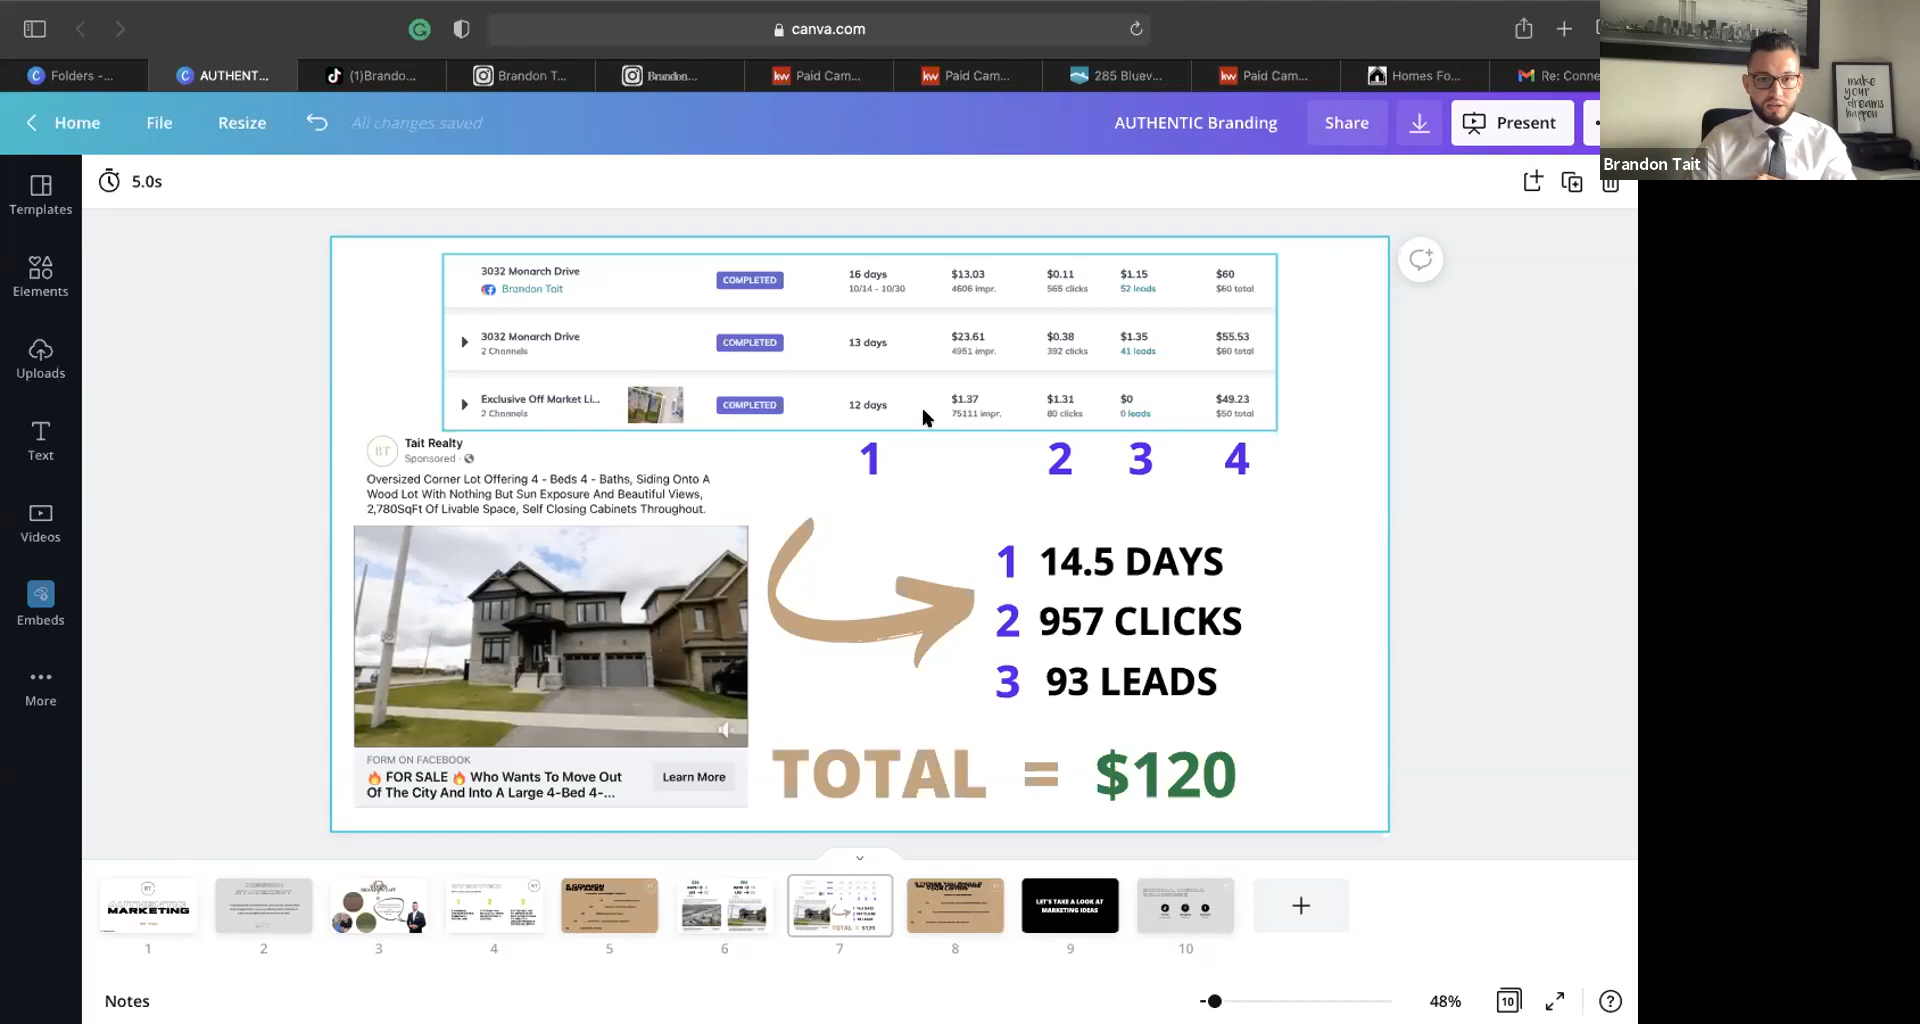 canva.com
Folders -...
AUTHENT...
(1)Brando...
Brandon T...
Brandon...
kw Paid Cam...
kw Paid Cam...
285 Bluev...
kw Paid Cam...
Homes Fo...
Re: Conne
Home
File
Resize
All changes saved
AUTHENTIC Branding
Share
Present
make
your
dreams
happen
Brandon Tait
5.0s
Templates
Elements
Uploads
Text
Videos
Embeds
More
3032 Monarch Drive
Brandon Tait
COMPLETED
16 days
10/14 - 10/30
$13.03
4606 impr.
$0.11
565 clicks
$1.15
52 leads
$60
$60 total
3032 Monarch Drive
2 Channels
COMPLETED
13 days
$23.61
4951 impr.
$0.38
392 clicks
$1.35
41 leads
$55.53
$60 total
Exclusive Off Market Li...
2 Channels
COMPLETED
12 days
$1.37
75111 impr.
$1.31
80 clicks
$0
0 leads
$49.23
$50 total
1 2 3 4
BT
Tait Realty
Sponsored ·
Oversized Corner Lot Offering 4 - Beds 4 - Baths, Siding Onto A
Wood Lot With Nothing But Sun Exposure And Beautiful Views,
2,780SqFt Of Livable Space, Self Closing Cabinets Throughout.
FORM ON FACEBOOK
🔥 FOR SALE 🔥 Who Wants To Move Out
Of The City And Into A Large 4-Bed 4-...
Learn More
1 14.5 DAYS
2 957 CLICKS
3 93 LEADS
TOTAL = $120
AUTHENTIC
MARKETING
LET'S TAKE A LOOK AT
MARKETING IDEAS
1 2 3 4 5 6 7 8 9 10
Notes
48%
10
?